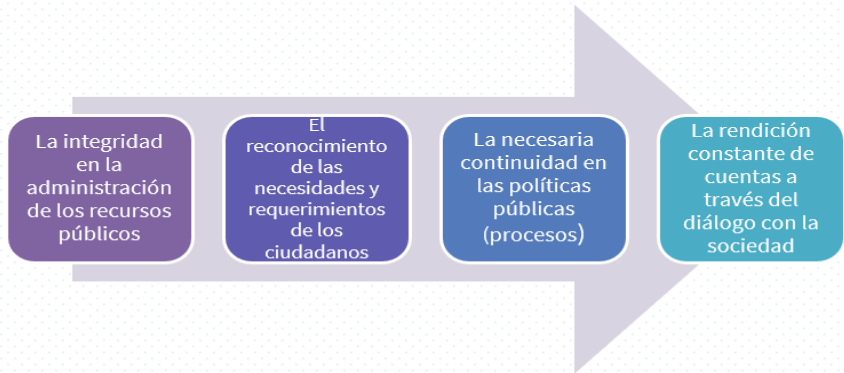 La integridad
en la
administración
de los recursos
públicos
El
reconocimiento
de las
necesidades y
requerimientos
de los
ciudadanos
La necesaria
continuidad en
las políticas
públicas
(procesos)
La rendición
constante de
cuentas a
través del
diálogo con la
sociedad